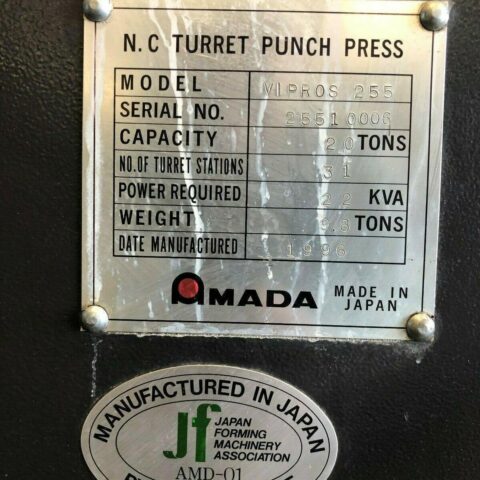 N.C TURRET PUNCH PRESS
MODEL VIPROS 255
SERIAL NO. 25510006
CAPACITY 20 TONS
NO.OF TURRET STATIONS 31
POWER REQUIRED 22 KVA
WEIGHT 9.8 TONS
DATE MANUFACTURED 1996
AMADA MADE IN
JAPAN
MANUFACTURED IN JAPAN
Jf JAPAN
FORMING
MACHINERY
ASSOCIATION
AMD-01